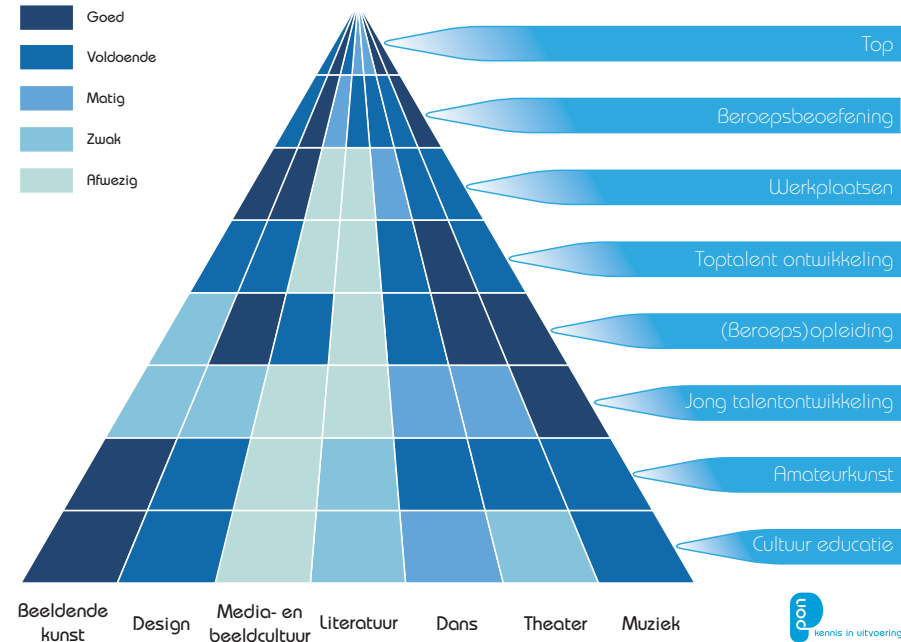 Goed
Voldoende
Matig
Zwak
Afwezig
Top
Beroepsbeoefening
Werkplaatsen
Toptalent ontwikkeling
(Beroeps)opleiding
Jong talentontwikkeling
Amateurkunst
Cultuur educatie
Beeldende
kunst
Design
Media- en
beeldcultuur
Literatuur
Dans
Theater
Muziek
pon
kennis in uitvoering